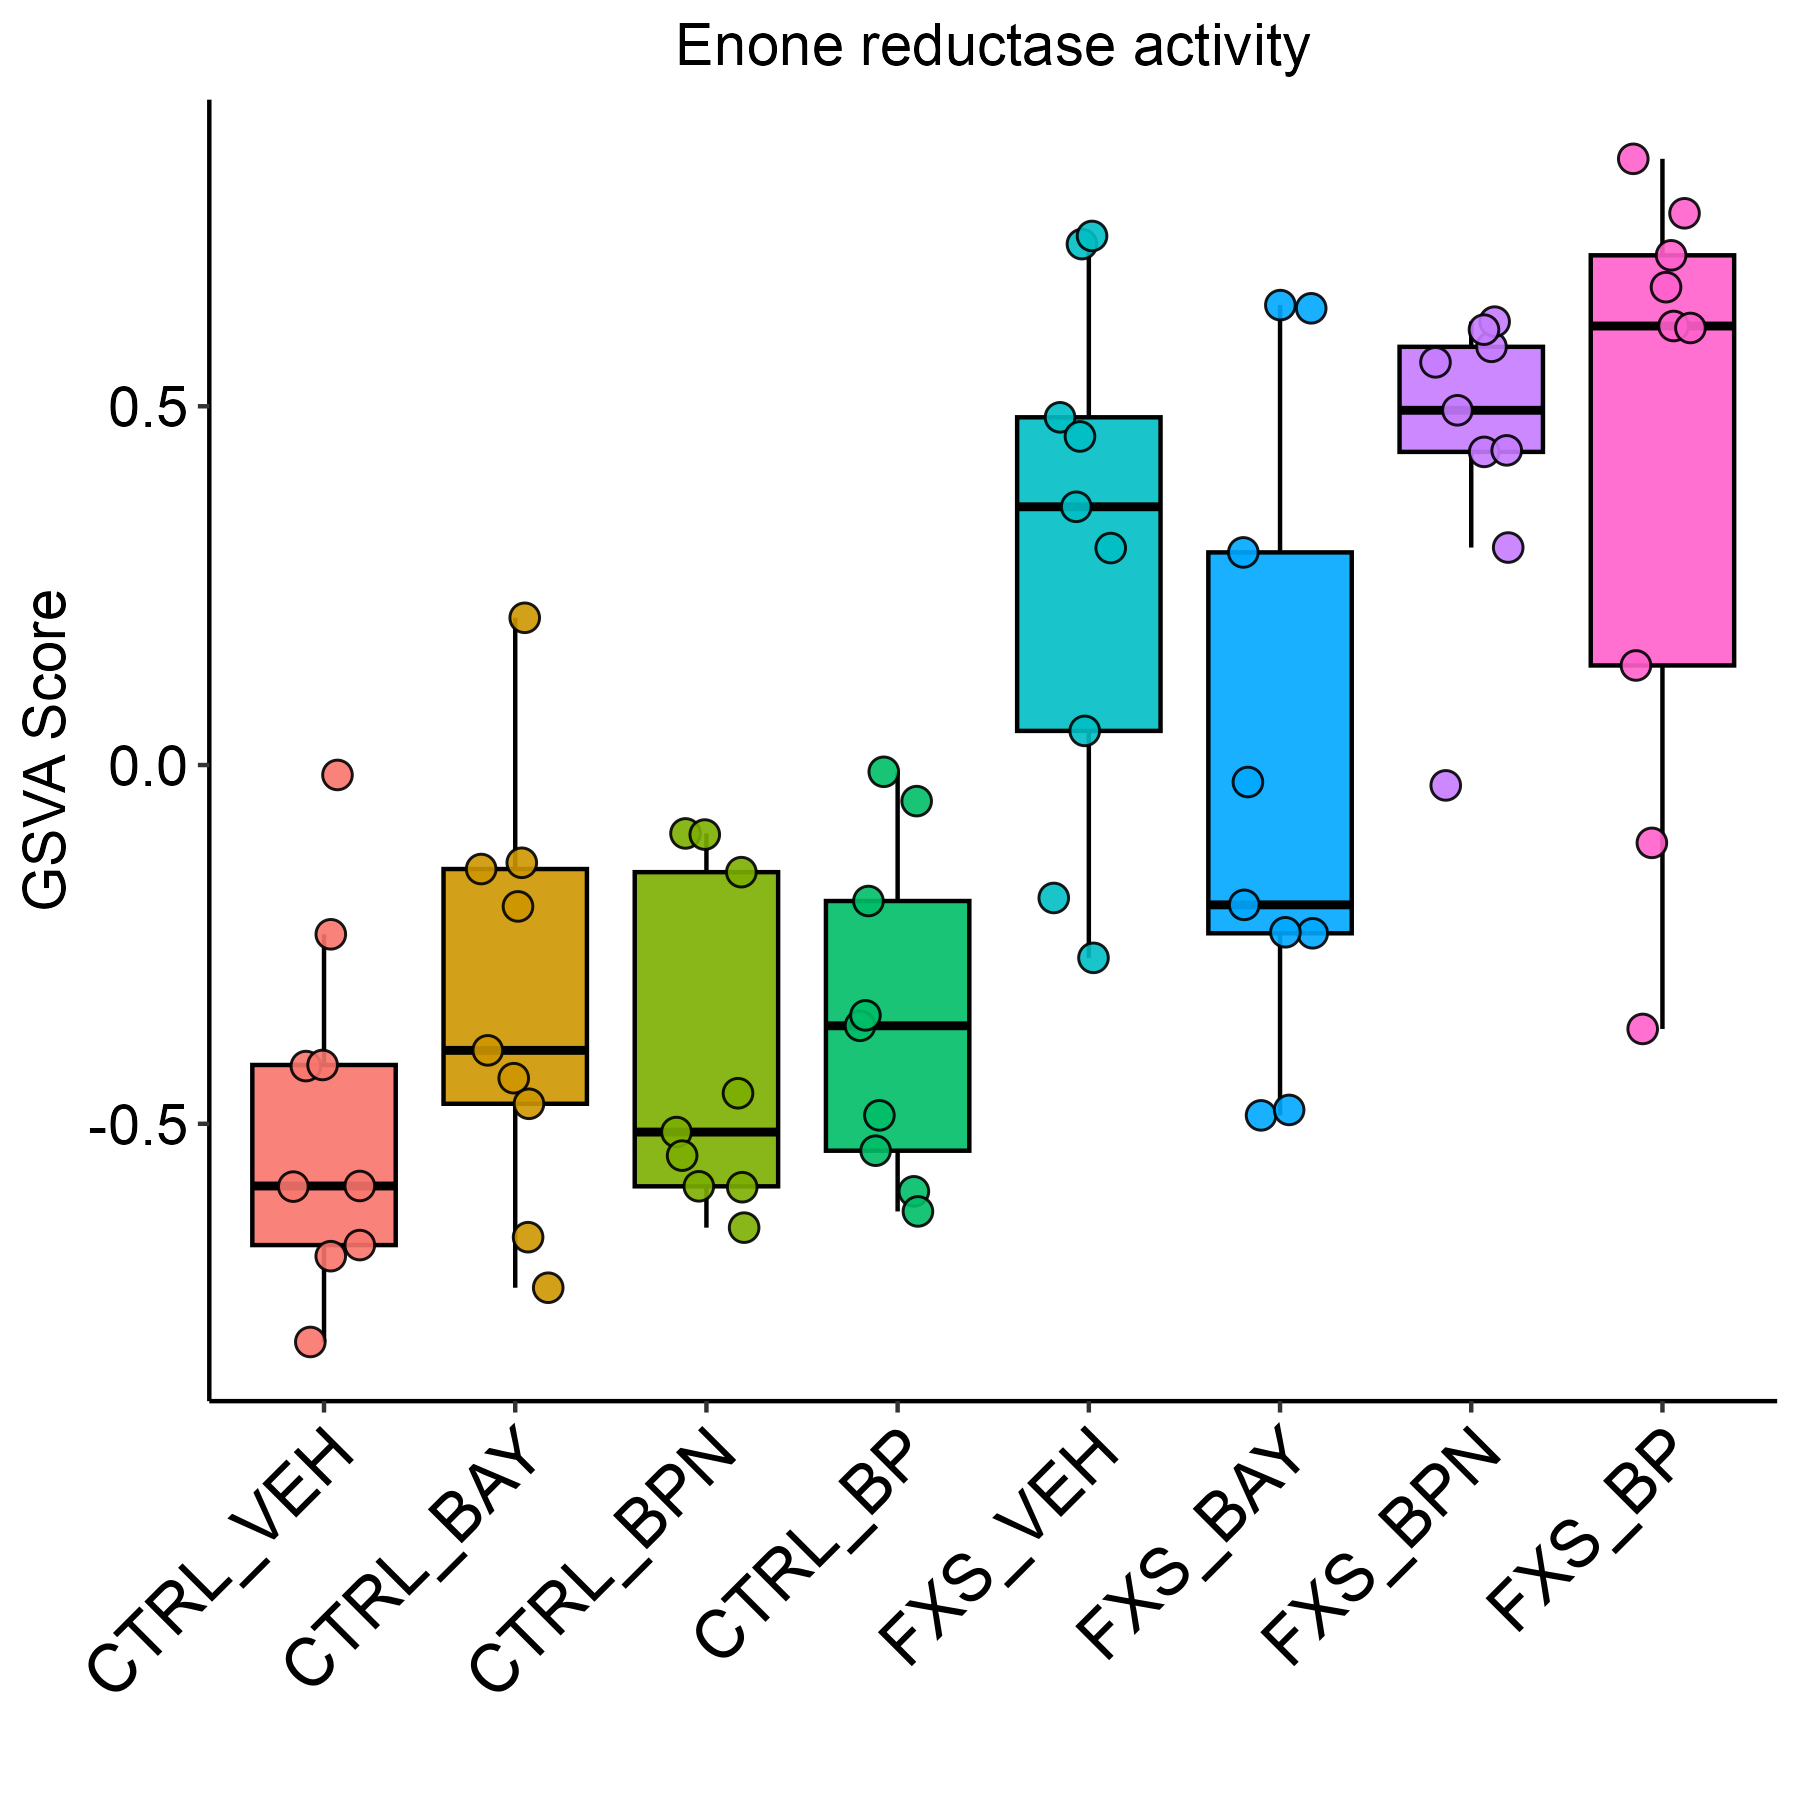 Enone reductase activity
GSVA Score
0.5
0.0
-0.5
CTRL_VEH
CTRL_BAY
CTRL_BPN
CTRL_BP
FXS_VEH
FXS_BAY
FXS_BPN
FXS_BP